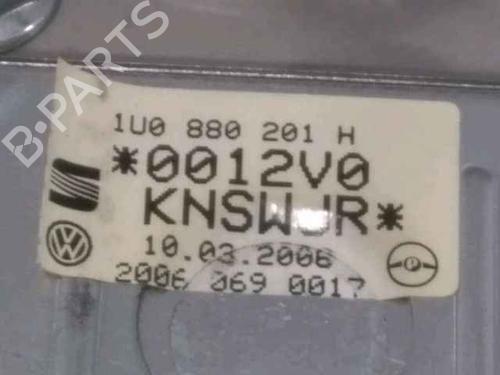 B-PARTS
1U0 880 201 H
*0012V0
KNSWJR*
10.03.2006
2006 069 0017